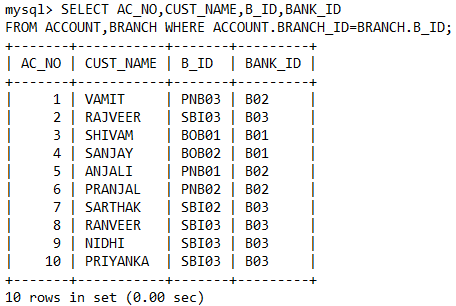 mysql> SELECT AC_NO,CUST_NAME,B_ID,BANK_ID
FROM ACCOUNT,BRANCH WHERE ACCOUNT.BRANCH_ID=BRANCH.B_ID;
+-------+-----------+-------+---------+
| AC_NO | CUST_NAME | B_ID | BANK_ID |
+-------+-----------+-------+---------+
| 1 | VAMIT | PNB03 | B02 |
| 2 | RAJVEER | SBI03 | B03 |
| 3 | SHIVAM | BOB01 | B01 |
| 4 | SANJAY | BOB02 | B01 |
| 5 | ANJALI | PNB01 | B02 |
| 6 | PRANJAL | PNB02 | B02 |
| 7 | SARTHAK | SBI02 | B03 |
| 8 | RANVEER | SBI03 | B03 |
| 9 | NIDHI | SBI03 | B03 |
| 10 | PRIYANKA | SBI03 | B03 |
+-------+-----------+-------+---------+
10 rows in set (0.00 sec)